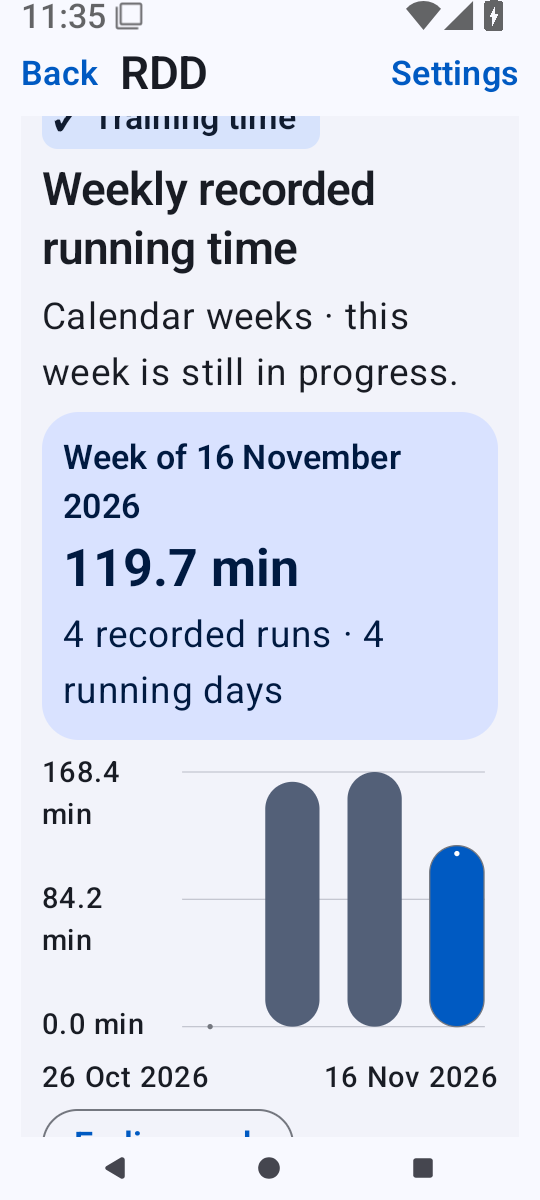 11:35
Back RDD Settings
✓ Training time
Weekly recorded
running time
Calendar weeks · this
week is still in progress.
Week of 16 November
2026
119.7 min
4 recorded runs · 4
running days
168.4
min
84.2
min
0.0 min
26 Oct 2026 16 Nov 2026